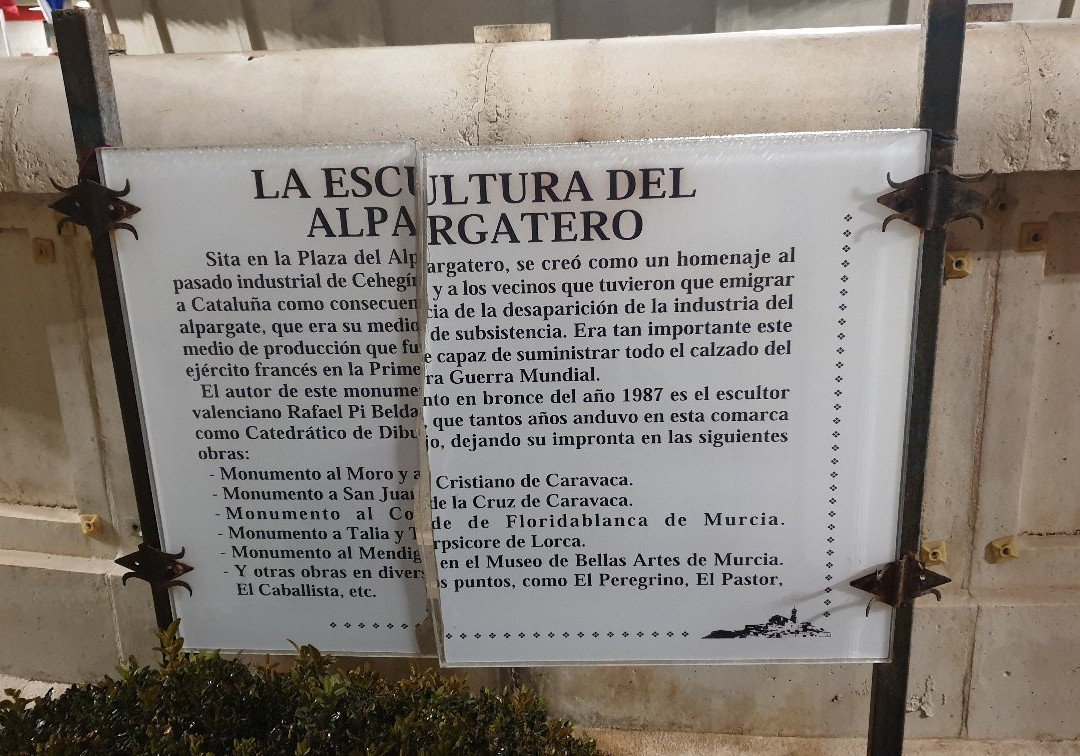 LA ESCULTURA DEL
ALPARGATERO
Sita en la Plaza del Alpargatero, se creó como un homenaje al
pasado industrial de Cehegín y a los vecinos que tuvieron que emigrar
a Cataluña como consecuencia de la desaparición de la industria del
alpargate, que era su medio de subsistencia. Era tan importante este
medio de producción que fue capaz de suministrar todo el calzado del
ejército francés en la Primera Guerra Mundial.
El autor de este monumento en bronce del año 1987 es el escultor
valenciano Rafael Pi Belda, que tantos años anduvo en esta comarca
como Catedrático de Dibujo, dejando su impronta en las siguientes
obras:
- Monumento al Moro y al Cristiano de Caravaca.
- Monumento a San Juan de la Cruz de Caravaca.
- Monumento al Conde de Floridablanca de Murcia.
- Monumento a Talia y Terpsicore de Lorca.
- Monumento al Mendigo en el Museo de Bellas Artes de Murcia.
- Y otras obras en diversos puntos, como El Peregrino, El Pastor,
El Caballista, etc.